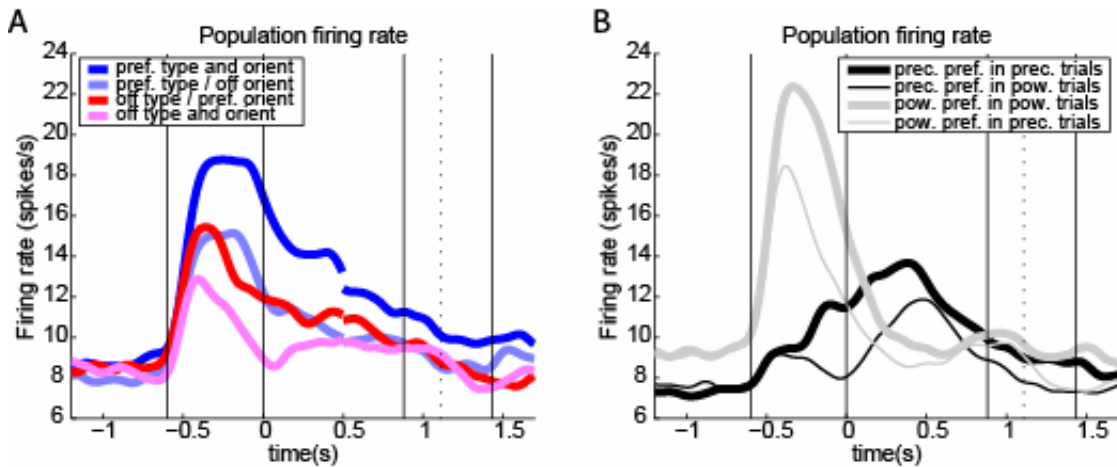 A
Population firing rate
24
22
20
18
16
14
12
10
8
6
Firing rate (spikes/s)
pref. type and orient
pref. type / off orient
off type / pref. orient
off type and orient
−1 −0.5 0 0.5 1 1.5
time(s)
B
Population firing rate
24
22
20
18
16
14
12
10
8
6
Firing rate (spikes/s)
prec. pref. in prec. trials
prec. pref. in pow. trials
pow. pref. in pow. trials
pow. pref. in prec. trials
−1 −0.5 0 0.5 1 1.5
time(s)